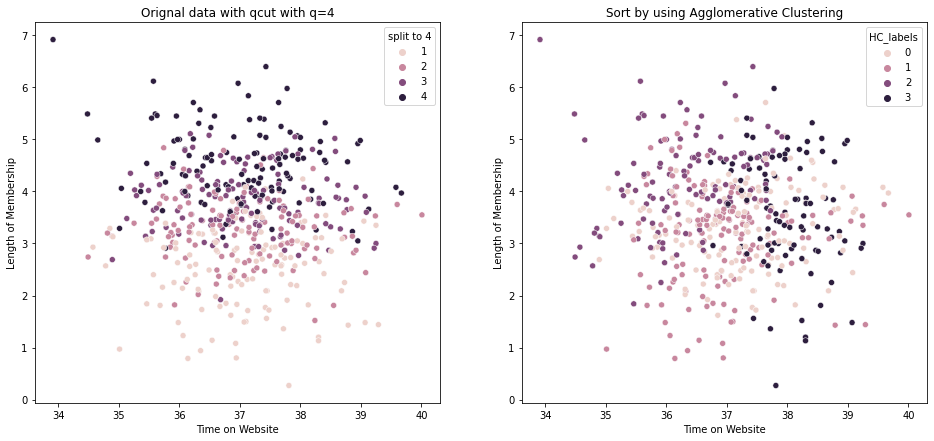 Orignal data with qcut with q=4
split to 4
1
2
3
4
7
6
5
4
3
2
1
0
Length of Membership
34 35 36 37 38 39 40
Time on Website
Sort by using Agglomerative Clustering
HC_labels
0
1
2
3
7
6
5
4
3
2
1
0
Length of Membership
34 35 36 37 38 39 40
Time on Website